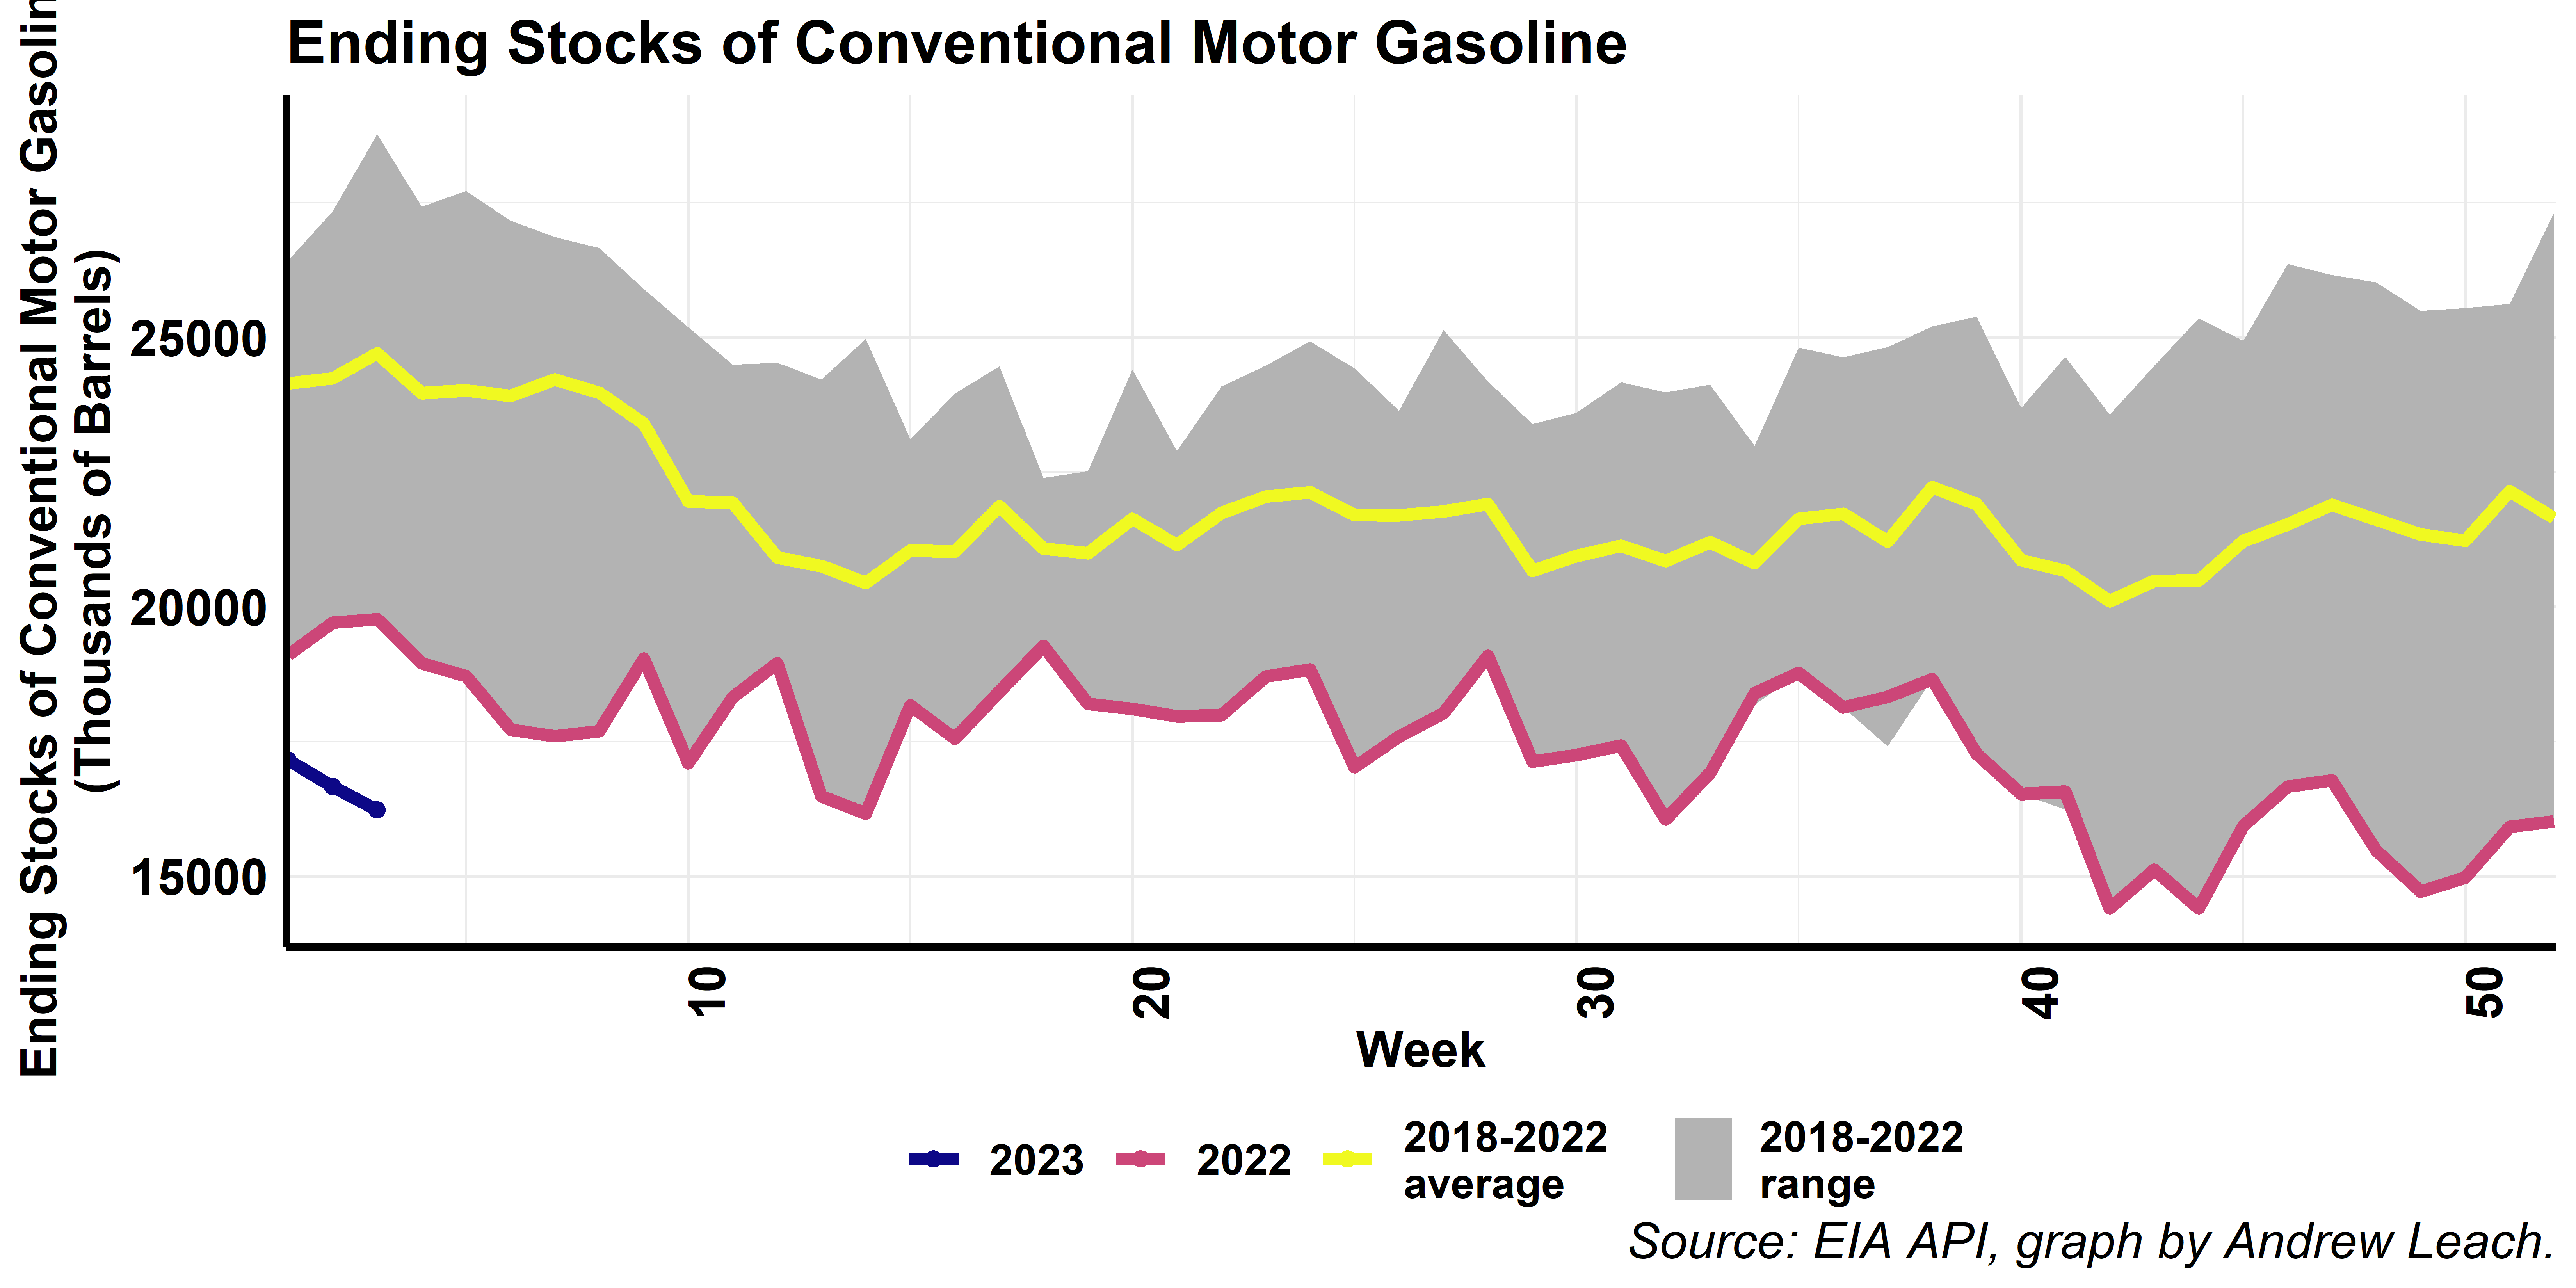 Ending Stocks of Conventional Motor Gasoline
Ending Stocks of Conventional Motor Gasolin
(Thousands of Barrels)
25000
20000
15000
10
20
30
40
50
Week
2023
2022
2018-2022
average
2018-2022
range
Source: EIA API, graph by Andrew Leach.